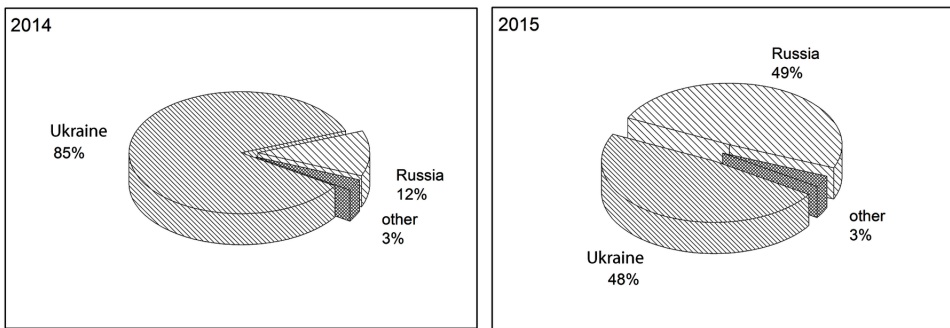 2014
Ukraine
85%
Russia
12%
other
3%
2015
Russia
49%
other
3%
Ukraine
48%